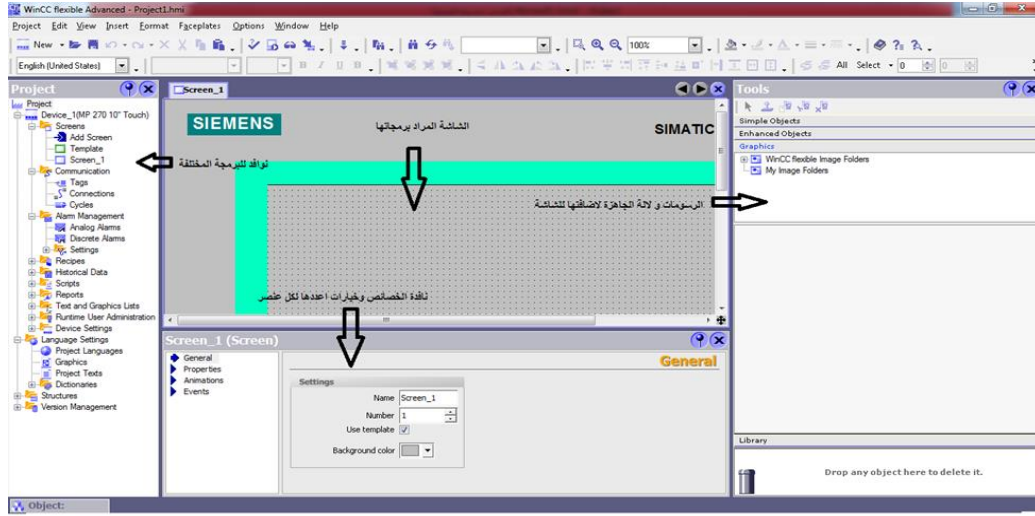 WinCC flexible Advanced - Project1.hmi
Project Edit View Insert Format Faceplates Options Window Help
New 100%
English (United States) All Select 0 0
Project
Project
Device_1(MP 270 10" Touch)
Screens
Add Screen
Template
Screen_1
Communication
Tags
Connections
Cycles
Alarm Management
Analog Alarms
Discrete Alarms
Settings
Recipes
Historical Data
Scripts
Reports
Text and Graphics Lists
Runtime User Administration
Device Settings
Language Settings
Project Languages
Graphics
Project Texts
Dictionaries
Structures
Version Management
Screen_1
SIEMENS
SIMATIC
الشاشة المراد برمجاتها
نوافد للبرمجة المختلفة
الرسومات و لالة الجاهزة لاضافتها للشاشة
نافدة الخصائص وخيارات اعددها لكل عنصر
Screen_1 (Screen)
General
Properties
Animations
Events
General
Settings
Name Screen_1
Number 1
Use template
Background color
Tools
Simple Objects
Enhanced Objects
Graphics
WinCC flexible Image Folders
My Image Folders
Library
Drop any object here to delete it.
Object: